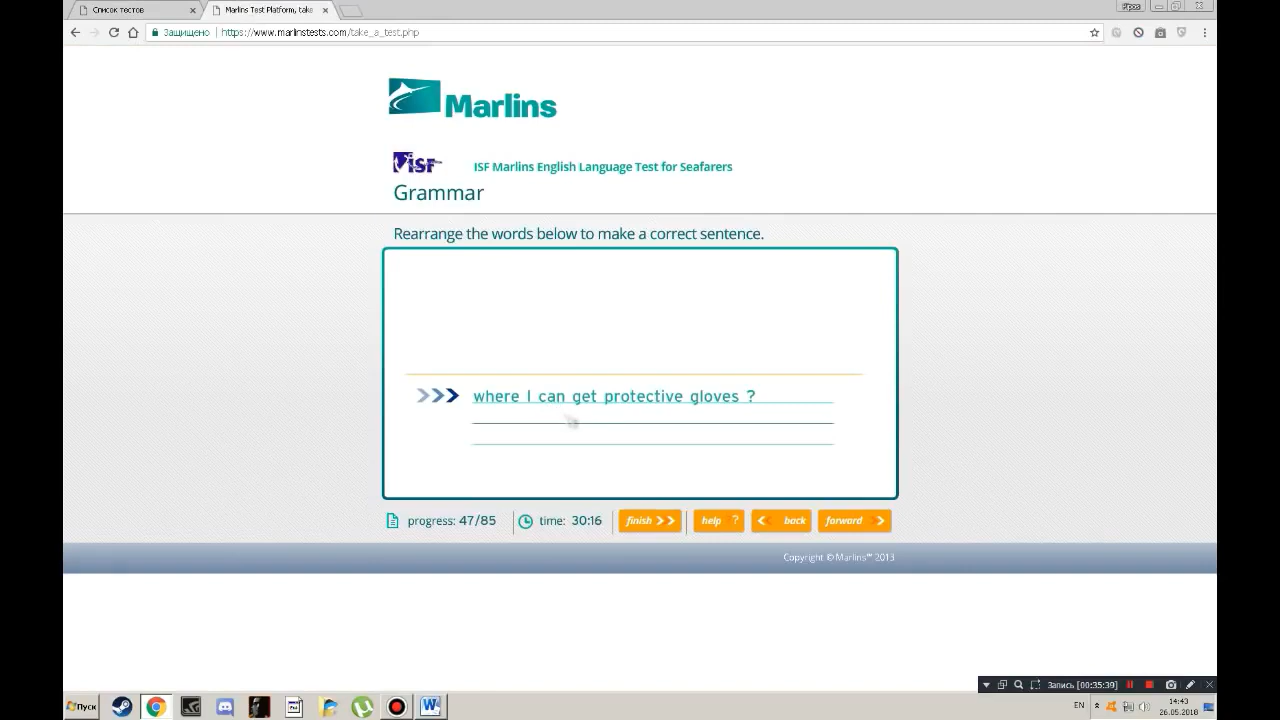 Список тестов
Marlins Test Platform, take
Защищено
https://www.marlinstests.com/take_a_test.php
Marlins
ISF
ISF Marlins English Language Test for Seafarers
Grammar
Rearrange the words below to make a correct sentence.
where I can get protective gloves ?
progress: 47/85
time: 30:16
finish
help ?
back
forward
Copyright © Marlins™ 2013
Запись [00:35:39]
Пуск
EN
14:43
26.05.2018